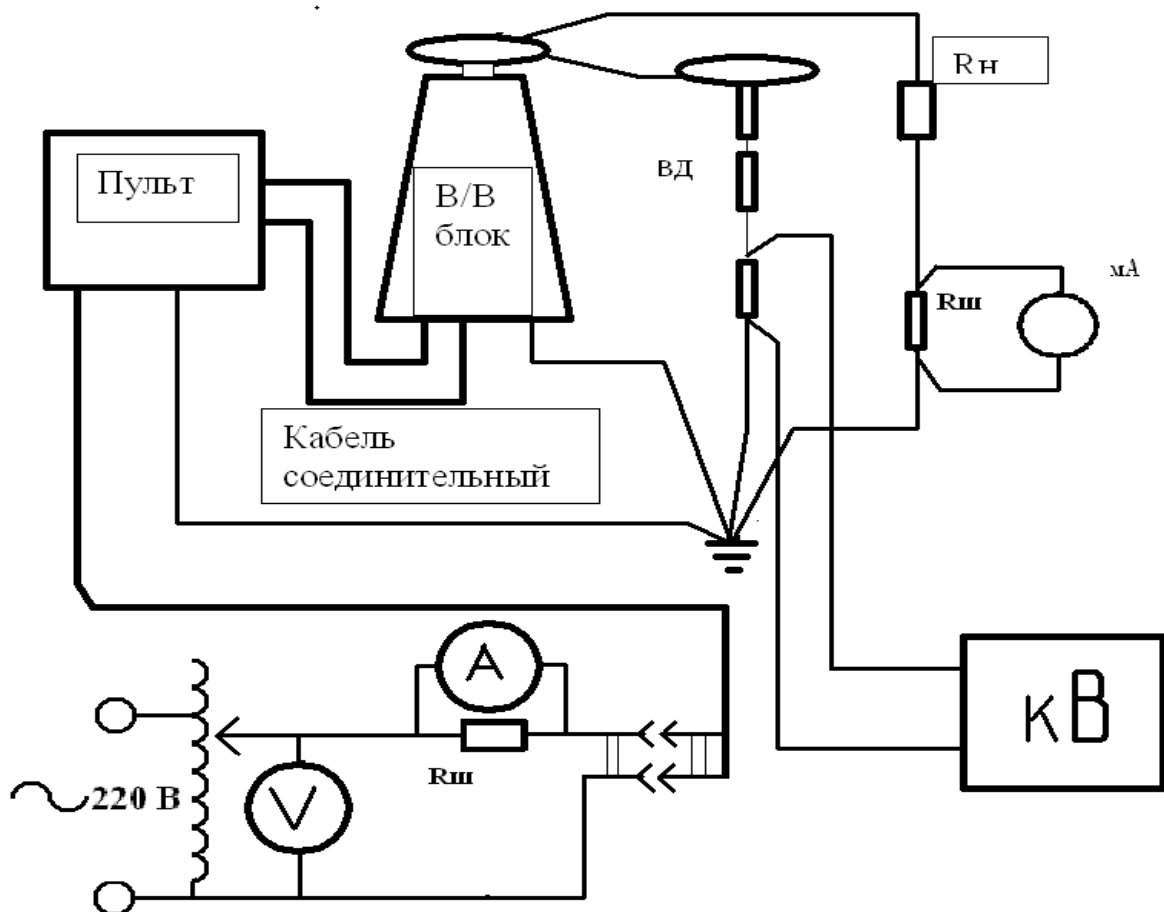 Rн
ВД
Пульт
В/В
блок
мА
Rш
Кабель
соединительный
А
кВ
Rш
220 В
V